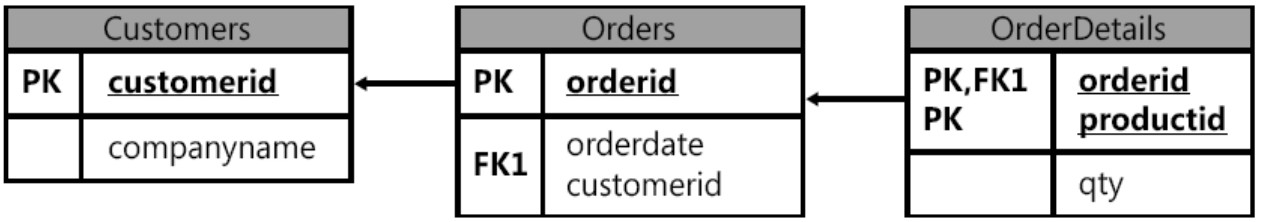 Customers
PK customerid
companyname
Orders
PK orderid
orderdate
FK1 customerid
OrderDetails
PK,FK1 orderid
PK productid
qty